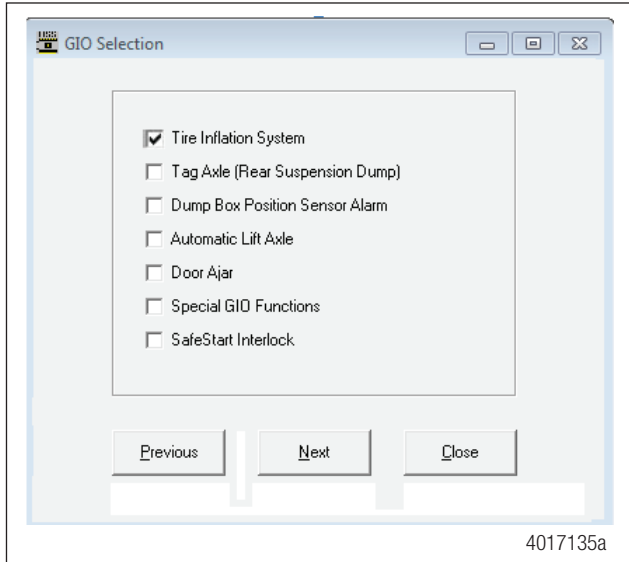 USS
GIO Selection
Tire Inflation System
Tag Axle (Rear Suspension Dump)
Dump Box Position Sensor Alarm
Automatic Lift Axle
Door Ajar
Special GIO Functions
SafeStart Interlock
Previous Next Close
4017135a